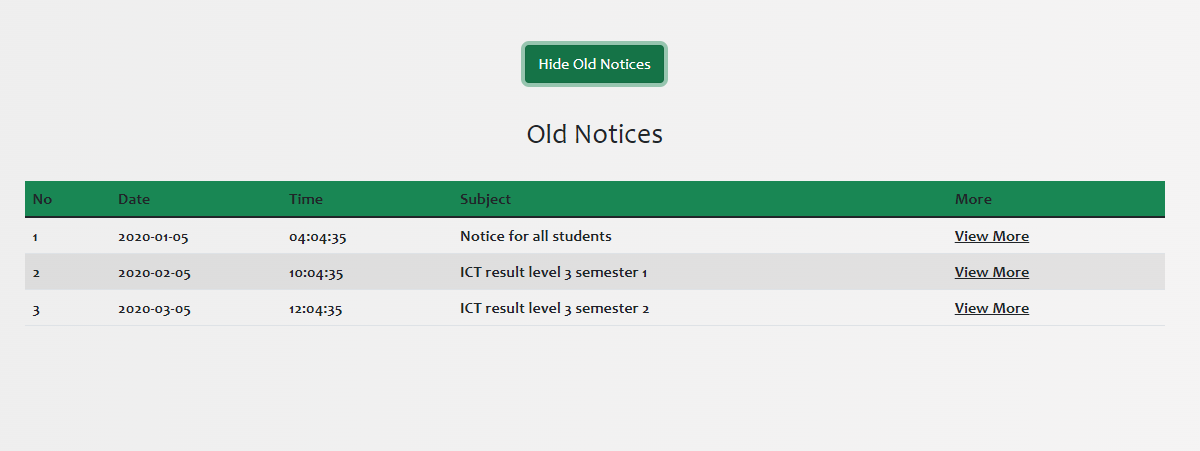 Hide Old Notices
Old Notices
No Date Time Subject More
1 2020-01-05 04:04:35 Notice for all students View More
2 2020-02-05 10:04:35 ICT result level 3 semester 1 View More
3 2020-03-05 12:04:35 ICT result level 3 semester 2 View More